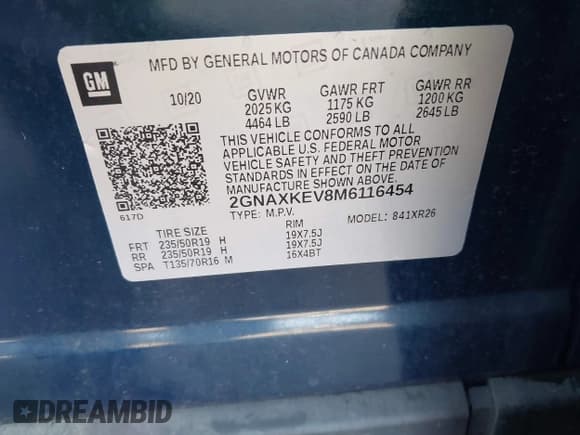 GM
MFD BY GENERAL MOTORS OF CANADA COMPANY
10/20 GVWR GAWR FRT GAWR RR
2025 KG 1175 KG 1200 KG
4464 LB 2590 LB 2645 LB
THIS VEHICLE CONFORMS TO ALL
APPLICABLE U.S. FEDERAL MOTOR
VEHICLE SAFETY AND THEFT PREVENTION
STANDARDS IN EFFECT ON THE DATE OF
MANUFACTURE SHOWN ABOVE.
617D
2GNAXKEV8M6116454
TYPE: M.P.V. MODEL: 841XR26
TIRE SIZE RIM
FRT 235/50R19 H 19X7.5J
RR 235/50R19 H 19X7.5J
SPA T135/70R16 M 16X4BT
DREAMBID